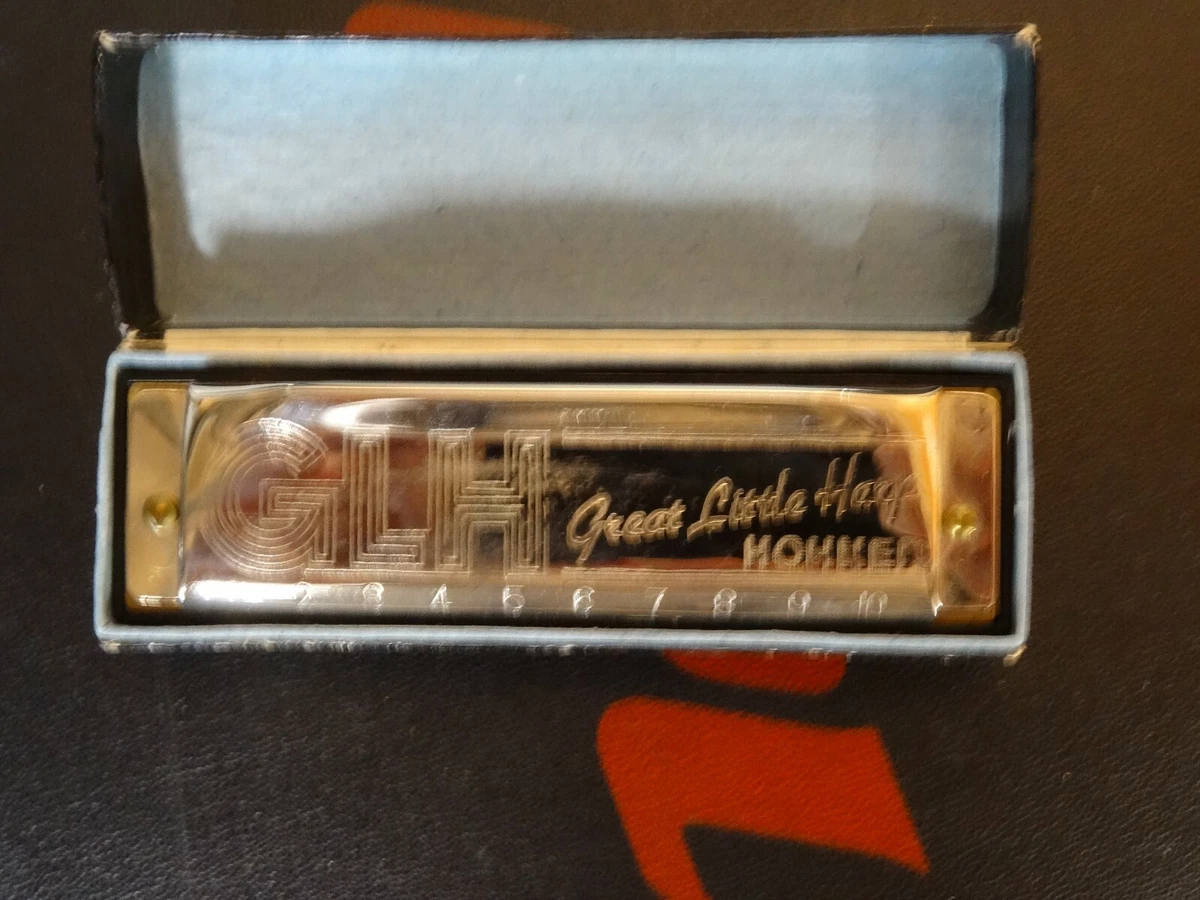 GLH
Great Little Harp
HOHNER
2 3 4 5 6 7 8 9 10